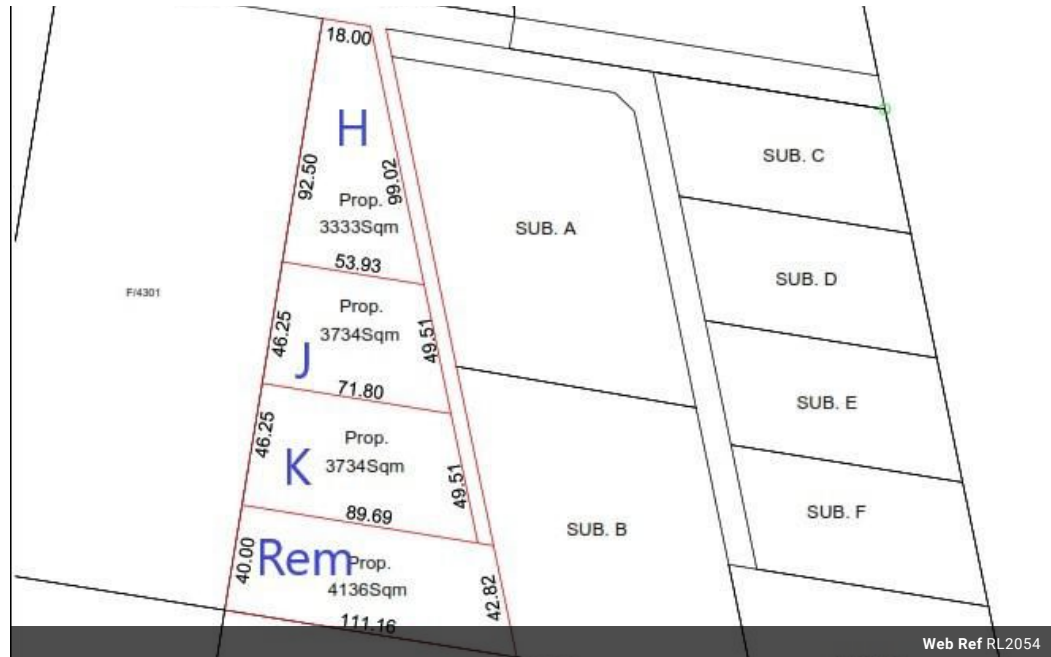 18.00
H
92.50
99.02
Prop.
3333Sqm
53.93
Prop.
3734Sqm
46.25
49.51
J
71.80
46.25
Prop.
K
3734Sqm
49.51
89.69
40.00
Rem
Prop.
4136Sqm
42.82
111.16
F/4301
SUB. A
SUB. B
SUB. C
SUB. D
SUB. E
SUB. F
Web Ref RL2054